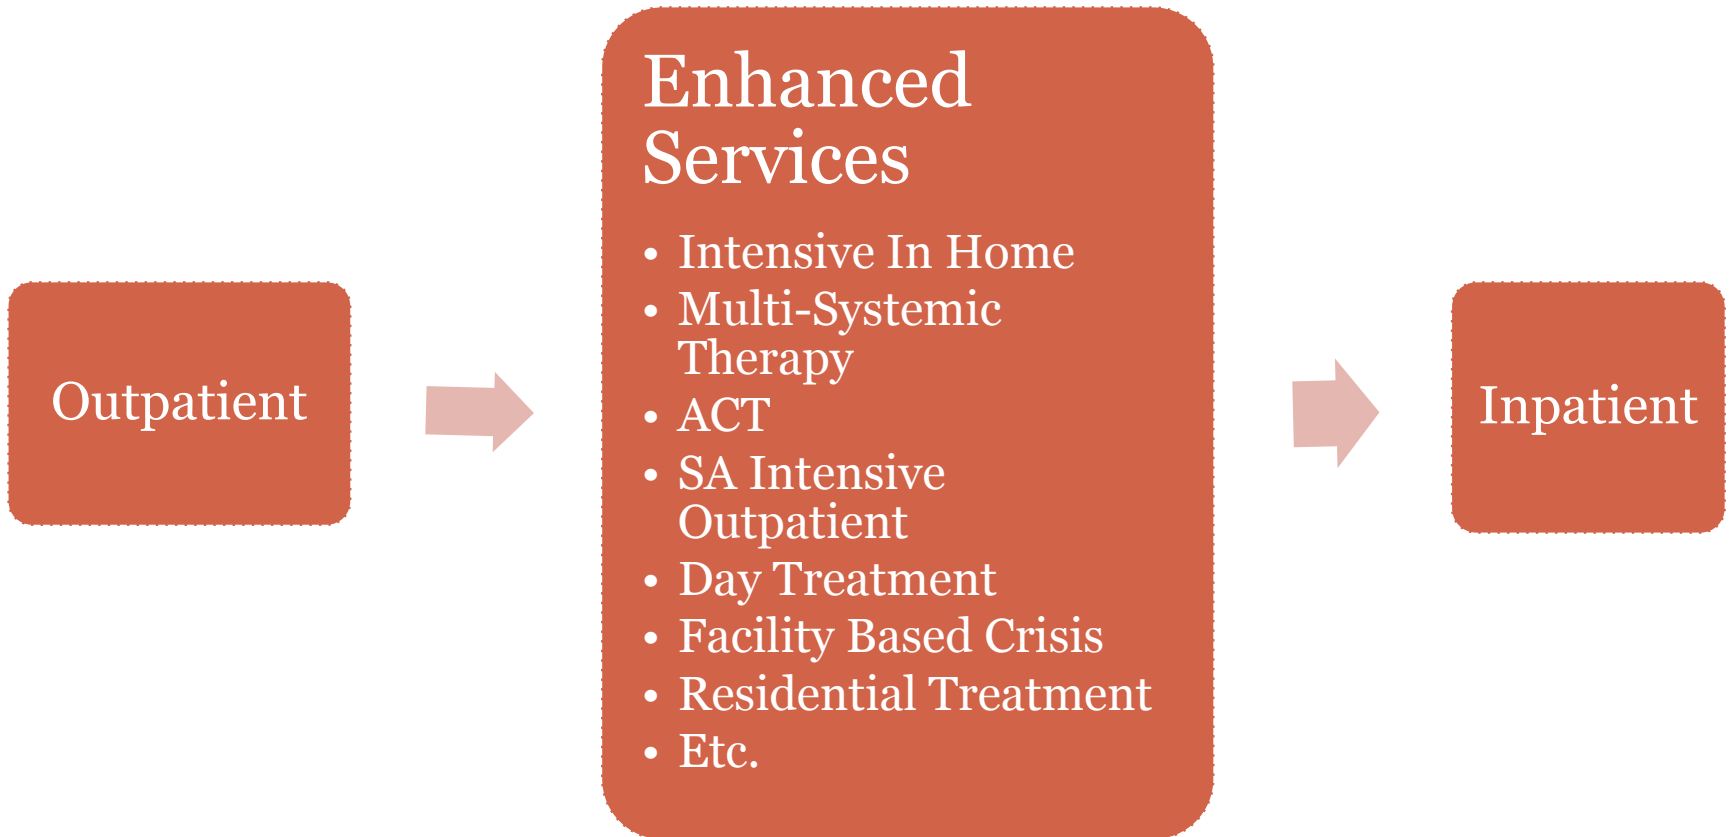 Outpatient
Enhanced
Services
• Intensive In Home
• Multi-Systemic
Therapy
• ACT
• SA Intensive
Outpatient
• Day Treatment
• Facility Based Crisis
• Residential Treatment
• Etc.
Inpatient